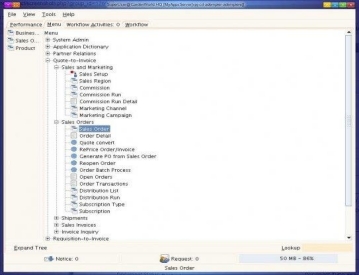 File View Tools Help
Performance Menu Workflow Activities: 0 Workflow
Busines...
Sales O...
Product
Menu
System Admin
Application Dictionary
Partner Relations
Quote-to-Invoice
Sales and Marketing
Sales Setup
Sales Region
Commission
Commission Run
Commission Run Detail
Marketing Channel
Marketing Campaign
Sales Orders
Sales Order
Order Detail
Quote convert
RePrice Order/Invoice
Generate PO from Sales Order
Reopen Order
Order Batch Process
Open Orders
Order Transactions
Distribution List
Distribution Run
Subscription Type
Subscription
Shipments
Sales Invoices
Invoice Inquiry
Requisition-to-Invoice
Expand Tree Lookup
Notice: 0 Request: 0 50 MB - 86%
Sales Order